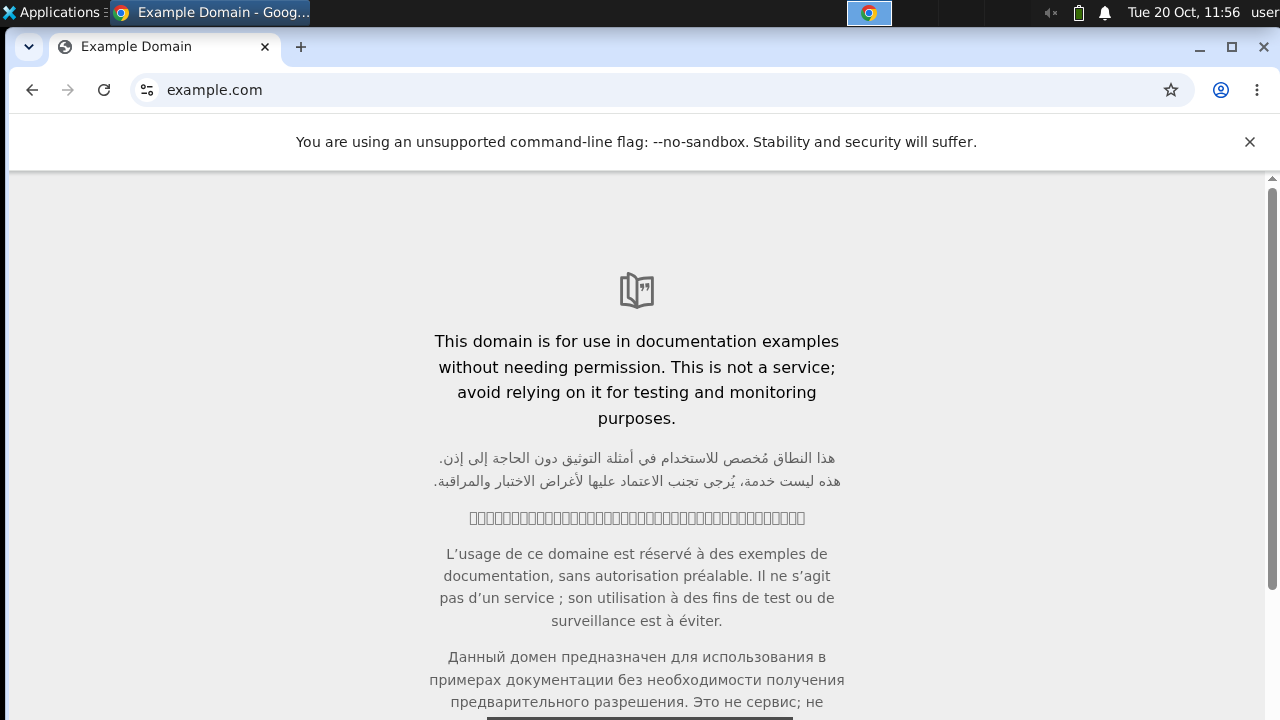 Applications
Example Domain - Goog...
Tue 20 Oct, 11:56
user
Example Domain
example.com
You are using an unsupported command-line flag: --no-sandbox. Stability and security will suffer.
This domain is for use in documentation examples
without needing permission. This is not a service;
avoid relying on it for testing and monitoring
purposes.
هذا النطاق مُخصص للاستخدام في أمثلة التوثيق دون الحاجة إلى إذن.
هذه ليست خدمة، يُرجى تجنب الاعتماد عليها لأغراض الاختبار والمراقبة.
L’usage de ce domaine est réservé à des exemples de
documentation, sans autorisation préalable. Il ne s’agit
pas d’un service ; son utilisation à des fins de test ou de
surveillance est à éviter.
Данный домен предназначен для использования в
примерах документации без необходимости получения
предварительного разрешения. Это не сервис; не